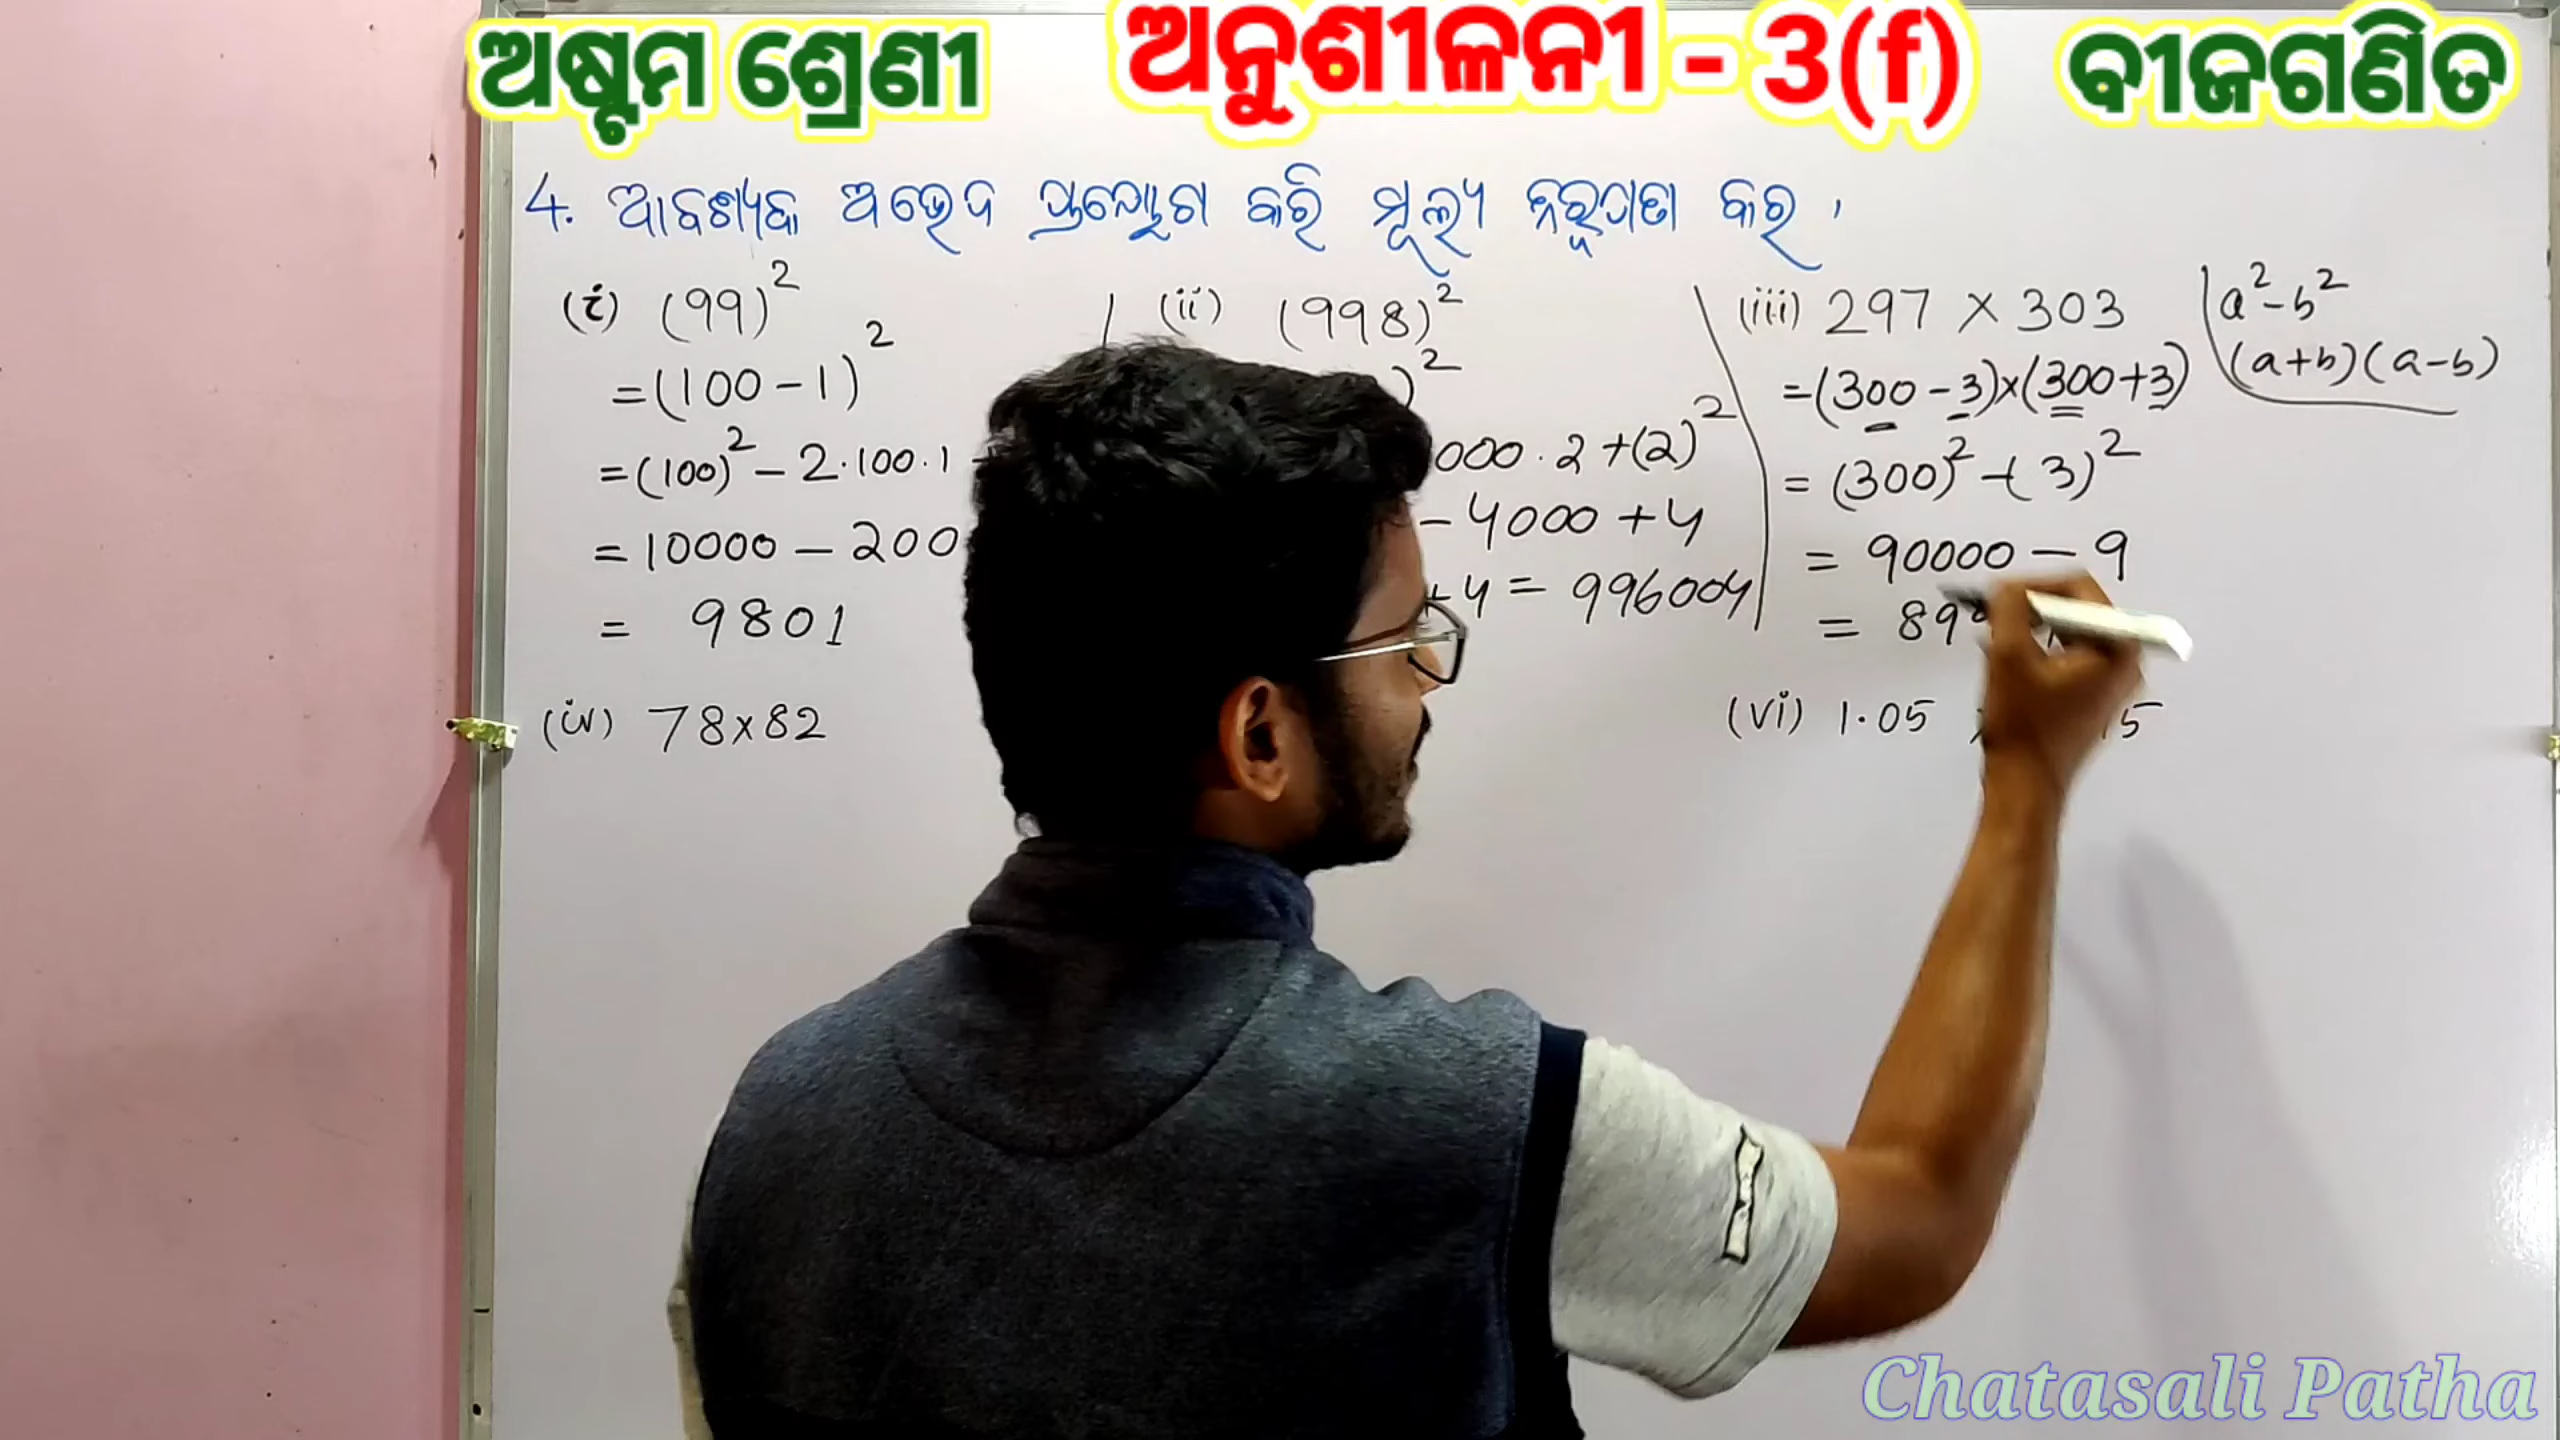 ଅଷ୍ଟମ ଶ୍ରେଣୀ ଅନୁଶୀଳନୀ - 3(f) ବୀଜଗଣିତ
4. ଆବଶ୍ୟକ ଅଭେଦ ପ୍ରୟୋଗ କରି ମୂଲ୍ୟ ନିରୂପଣ କର ।
(i) (99)²
= (100 - 1)²
= (100)² - 2·100·1
= 10000 - 200
= 9801
(ii) (998)²
)²
000·2 + (2)²
- 4000 + 4
+ 4 = 996004
(iii) 297 × 303
= (300 - 3) × (300 + 3)
= (300)² - (3)²
= 90000 - 9
= 89
a² - b²
(a+b)(a-b)
(iv) 78×82
(vi) 1.05 5
Chatasali Patha